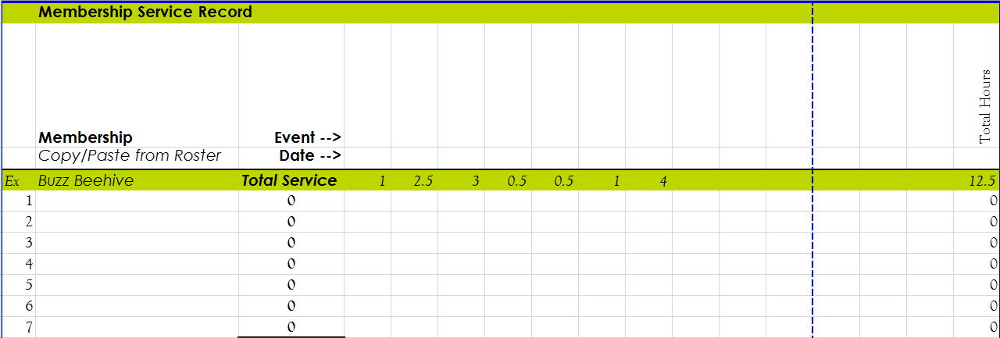 Membership Service Record
Total Hours
Membership Event -->
Copy/Paste from Roster Date -->
Ex Buzz Beehive Total Service 1 2.5 3 0.5 0.5 1 4 12.5
1 0 0
2 0 0
3 0 0
4 0 0
5 0 0
6 0 0
7 0 0